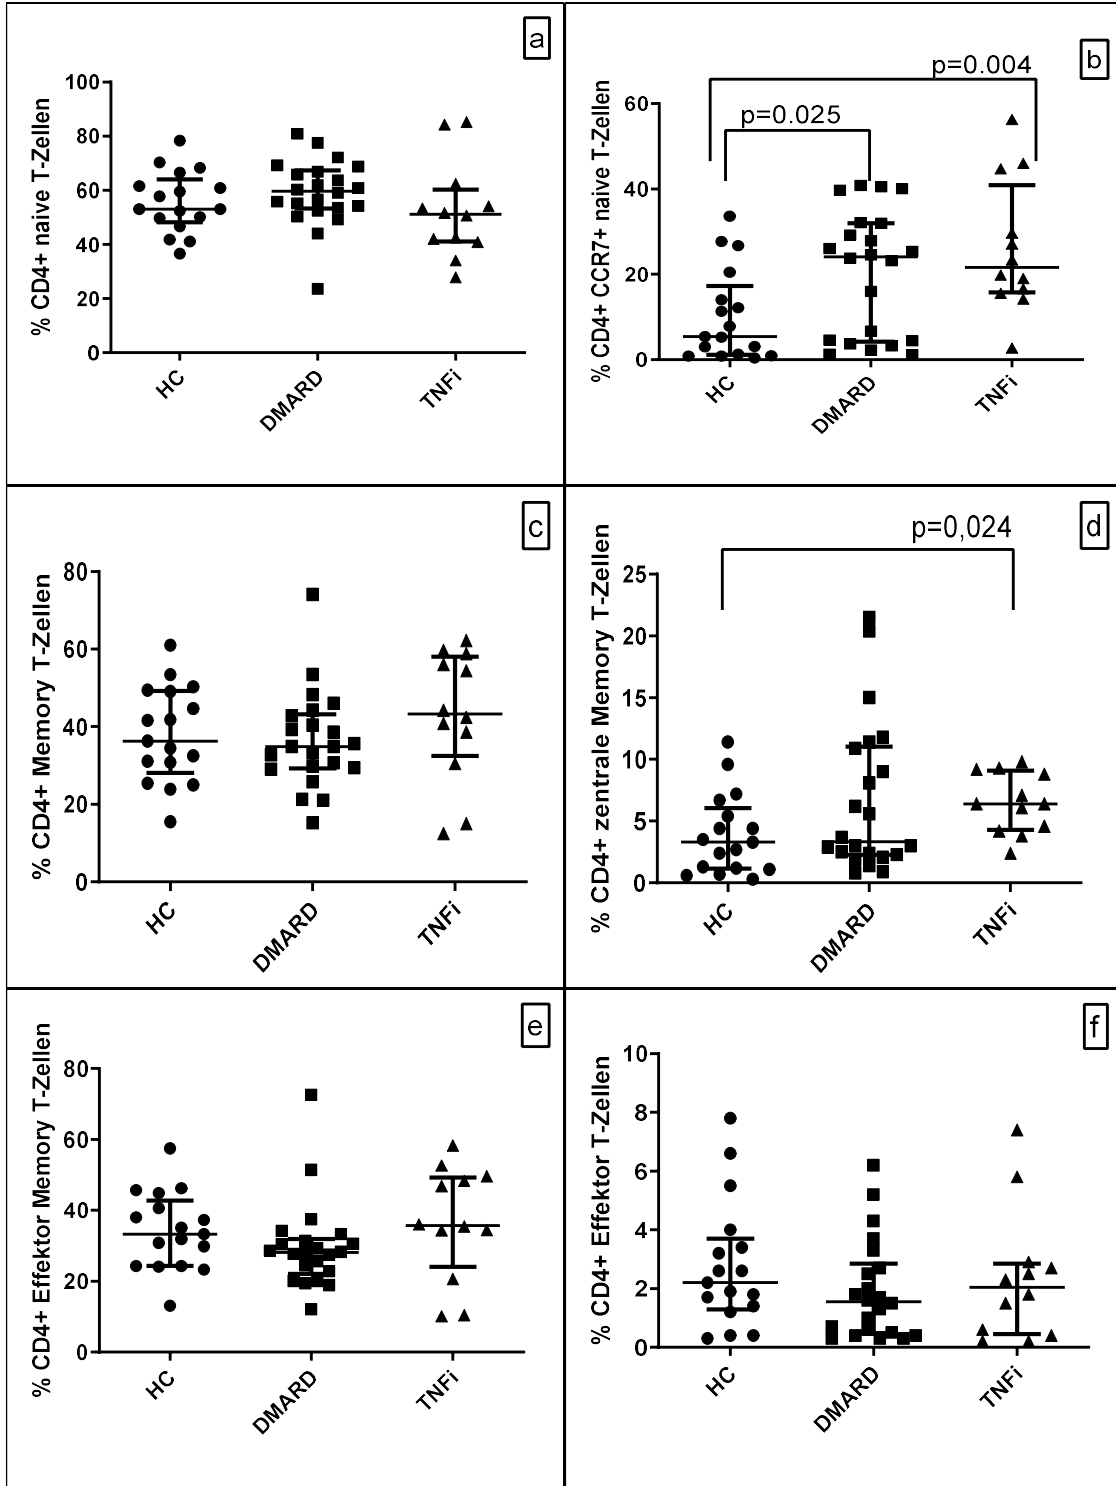 a
% CD4+ naive T-Zellen
100
80
60
40
20
0
HC
DMARD
TNFi
b
p=0.004
p=0.025
% CD4+ CCR7+ naive T-Zellen
60
40
20
0
HC
DMARD
TNFi
c
% CD4+ Memory T-Zellen
80
60
40
20
0
HC
DMARD
TNFi
d
p=0,024
% CD4+ zentrale Memory T-Zellen
25
20
15
10
5
0
HC
DMARD
TNFi
e
% CD4+ Effektor Memory T-Zellen
80
60
40
20
0
HC
DMARD
TNFi
f
% CD4+ Effektor T-Zellen
10
8
6
4
2
0
HC
DMARD
TNFi